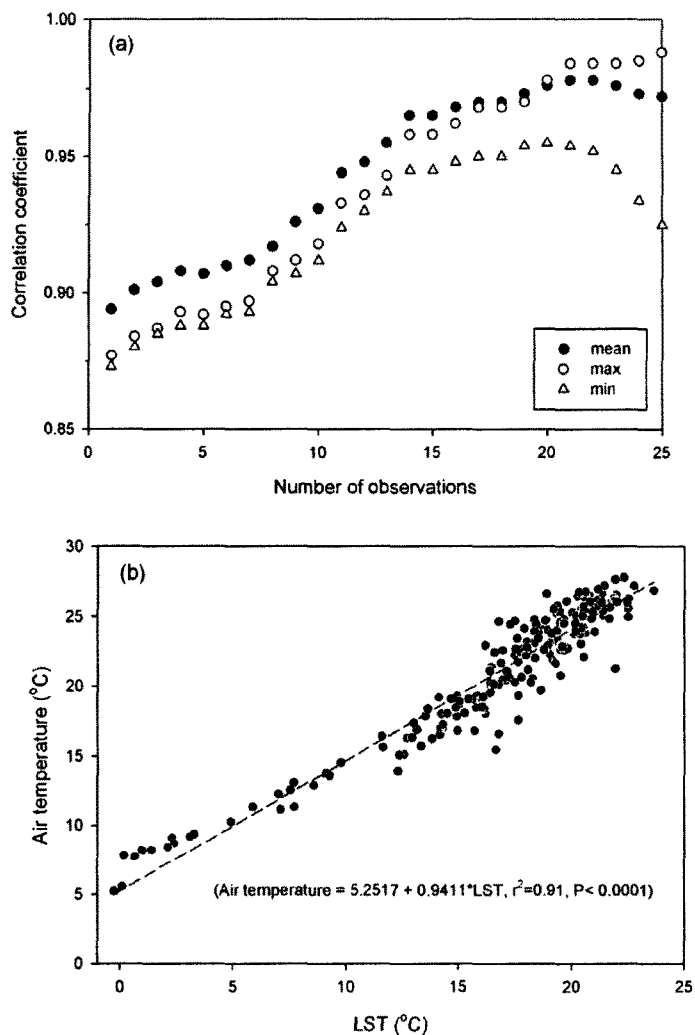 (a)
1.00
0.95
0.90
0.85
Correlation coefficient
mean
max
min
0 5 10 15 20 25
Number of observations
(b)
30
25
20
15
10
5
0
Air temperature (°C)
(Air temperature = 5.2517 + 0.9411*LST, r²=0.91, P< 0.0001)
0 5 10 15 20 25
LST (°C)